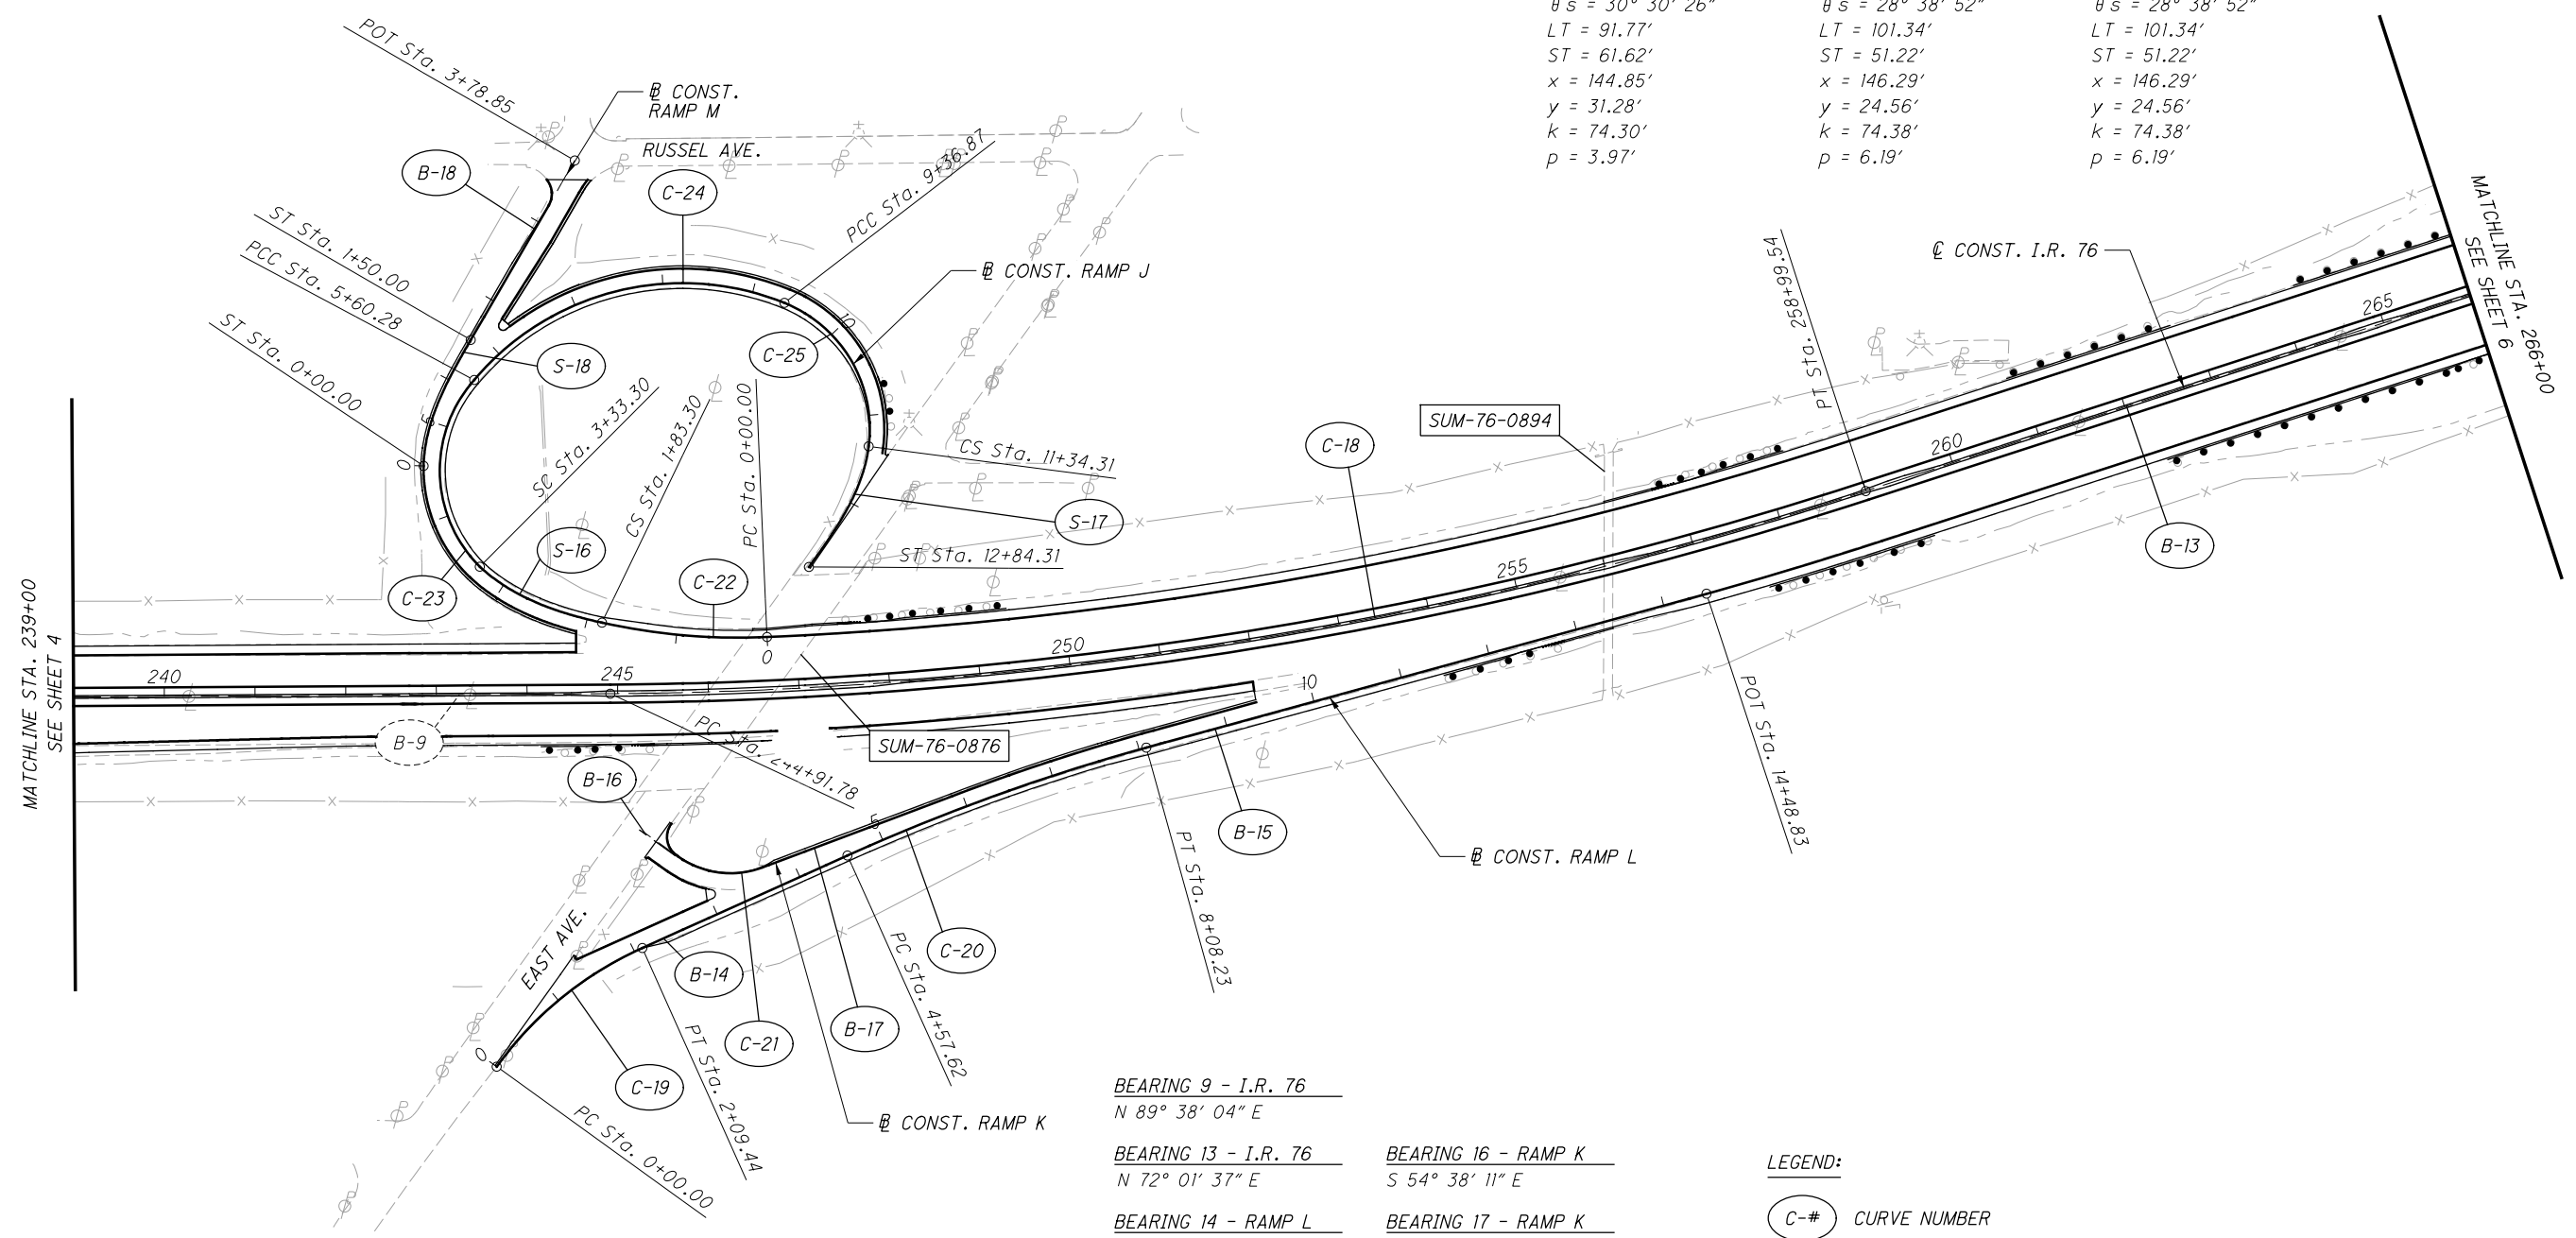 θs = 30° 30' 26"
LT = 91.77'
ST = 61.62'
x = 144.85'
y = 31.28'
k = 74.30'
p = 3.97'
θs = 28° 38' 52"
LT = 101.34'
ST = 51.22'
x = 146.29'
y = 24.56'
k = 74.38'
p = 6.19'
θs = 28° 38' 52"
LT = 101.34'
ST = 51.22'
x = 146.29'
y = 24.56'
k = 74.38'
p = 6.19'
POT Sta. 3+78.85
℄ CONST.
RAMP M
RUSSEL AVE.
B-18
C-24
PCC Sta. 9+36.87
ST Sta. 1+50.00
PCC Sta. 5+60.28
ST Sta. 0+00.00
℄ CONST. RAMP J
10
C-25
S-18
5
0
SC Sta. 3+33.30
CS Sta. 1+83.30
PC Sta. 0+00.00
CS Sta. 11+34.31
S-17
ST Sta. 12+84.31
S-16
C-23
C-22
0
C-18
SUM-76-0894
PT STa. 258+99.54
℄ CONST. I.R. 76
265
260
255
250
245
240
B-13
MATCHLINE STA. 266+00
SEE SHEET 6
MATCHLINE STA. 239+00
SEE SHEET 4
B-9
PC Sta. 244+91.78
SUM-76-0876
B-16
10
5
B-15
PT Sta. 8+08.23
POT Sta. 14+48.83
℄ CONST. RAMP L
EAST AVE.
B-14
C-20
PC Sta. 4+57.62
B-17
C-21
PT Sta. 2+09.44
C-19
0
PC Sta. 0+00.00
℄ CONST. RAMP K
BEARING 9 - I.R. 76
N 89° 38' 04" E
BEARING 13 - I.R. 76
N 72° 01' 37" E
BEARING 14 - RAMP L
BEARING 16 - RAMP K
S 54° 38' 11" E
BEARING 17 - RAMP K
LEGEND:
C-# CURVE NUMBER